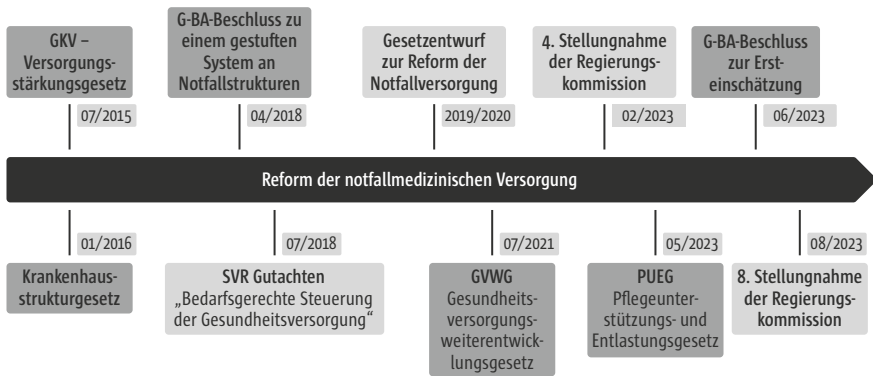 GKV –
Versorgungs-
stärkungsgesetz
07/2015
G-BA-Beschluss zu
einem gestuften
System an
Notfallstrukturen
04/2018
Gesetzentwurf
zur Reform der
Notfallversorgung
2019/2020
4. Stellungnahme
der Regierungs-
kommission
02/2023
G-BA-Beschluss
zur Erst-
einschätzung
06/2023
Reform der notfallmedizinischen Versorgung
01/2016
Krankenhaus-
strukturgesetz
07/2018
SVR Gutachten
„Bedarfsgerechte Steuerung
der Gesundheitsversorgung“
07/2021
GVWG
Gesundheits-
versorgungs-
weiterentwick-
lungsgesetz
05/2023
PUEG
Pflegeunter-
stützungs- und
Entlastungsgesetz
08/2023
8. Stellungnahme
der Regierungs-
kommission